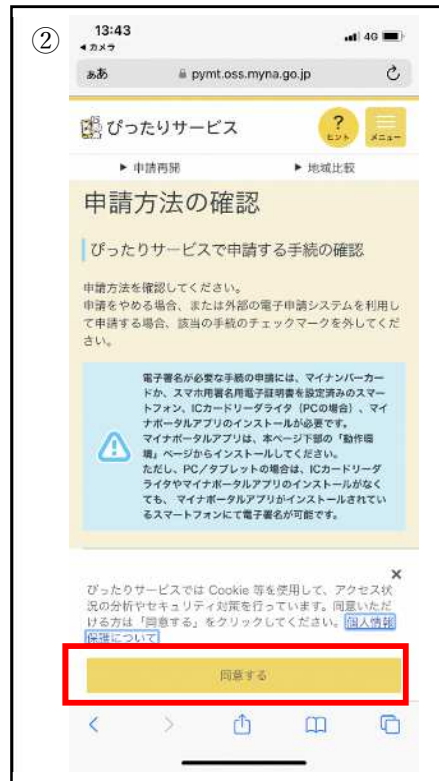 ②
13:43
4G
◀ カメラ
ぁあ pymt.oss.myna.go.jp
ぴったりサービス
?
ヒント
メニュー
▶ 申請再開 ▶ 地域比較
申請方法の確認
ぴったりサービスで申請する手続の確認
申請方法を確認してください。
申請をやめる場合、または外部の電子申請システムを利用し
て申請する場合、該当の手続のチェックマークを外してくだ
さい。
電子署名が必要な手続の申請には、マイナンバーカー
ドか、スマホ用署名用電子証明書を設定済みのスマー
トフォン、ICカードリーダライタ（PCの場合）、マイ
ナポータルアプリのインストールが必要です。
マイナポータルアプリは、本ページ下部の「動作環
境」ページからインストールしてください。
ただし、PC／タブレットの場合は、ICカードリーダ
ライタやマイナポータルアプリのインストールがなく
ても、 マイナポータルアプリがインストールされてい
るスマートフォンにて電子署名が可能です。
×
ぴったりサービスでは Cookie 等を使用して、アクセス状
況の分析やセキュリティ対策を行っています。同意いただ
ける方は「同意する」をクリックしてください。個人情報
保護について
同意する